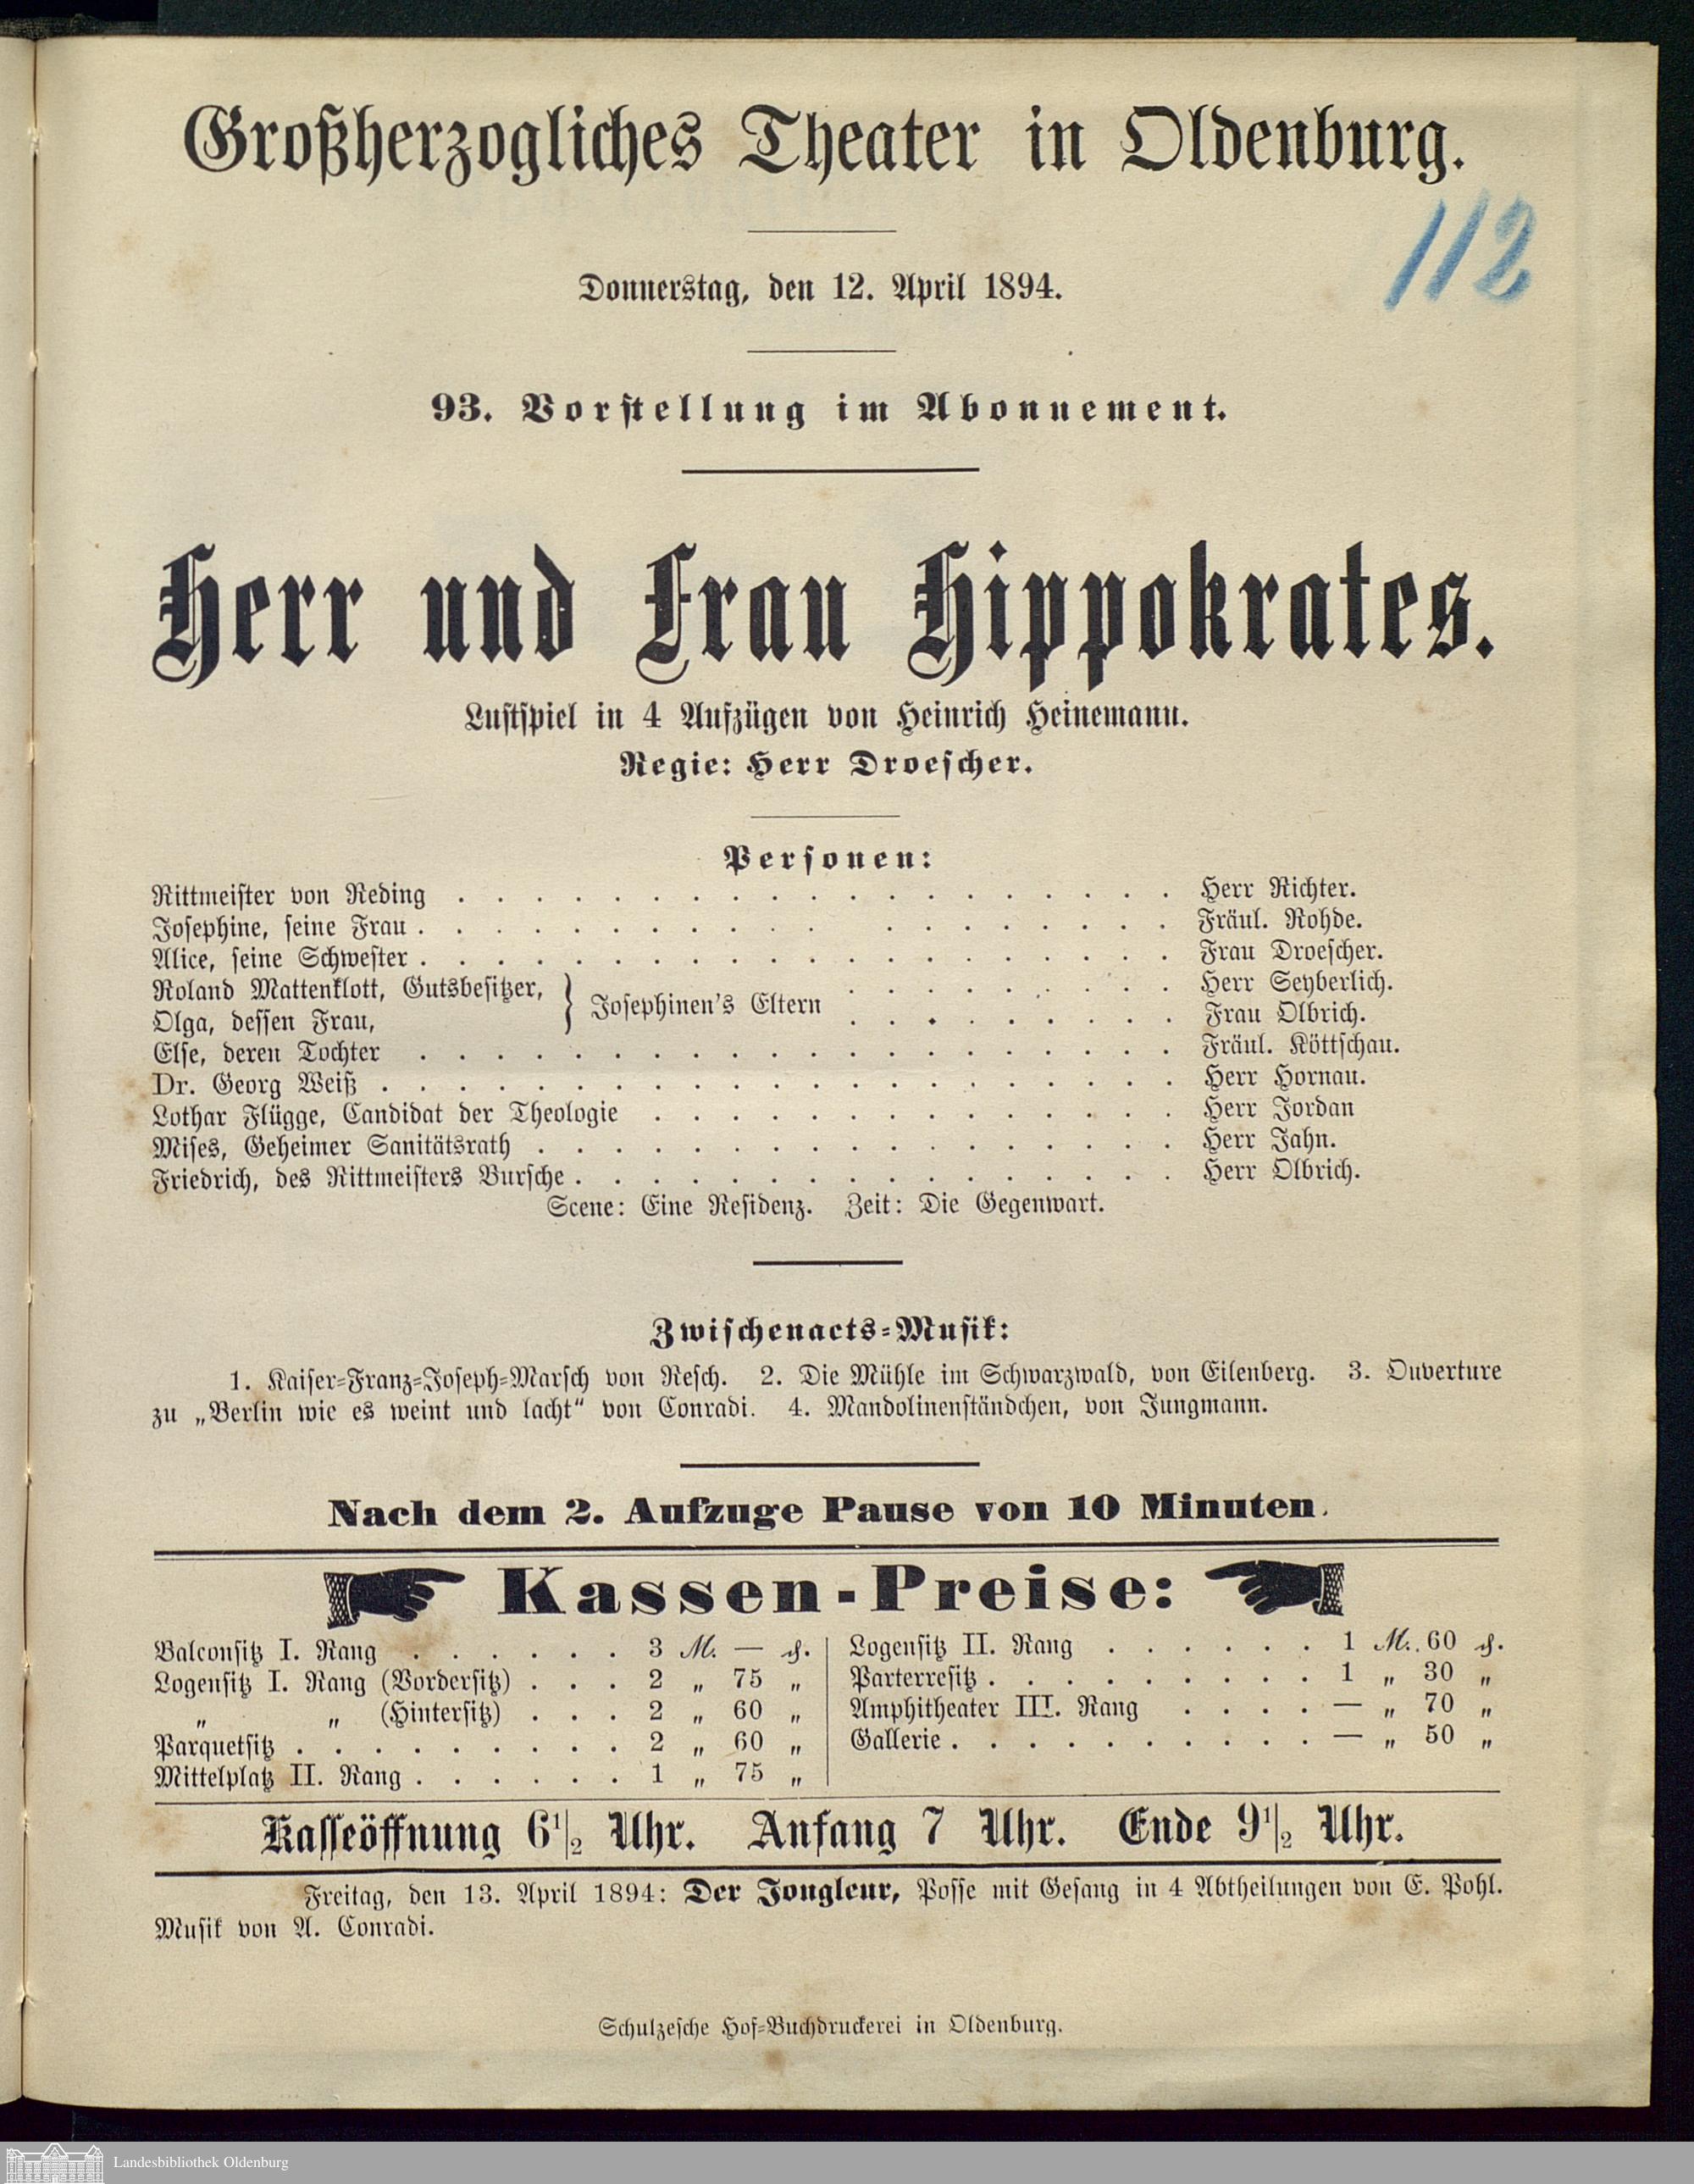 Großherzogliches Theater in Oldenburg.
112
Donnerstag, den 12. April 1894.
93. Vorstellung im Abonnement.
Herr und Frau Hippokrates.
Lustspiel in 4 Aufzügen von Heinrich Heinemann.
Regie: Herr Droescher.
Personen:
Rittmeister von Reding . . . . . . . . . . . . . . . . . . . Herr Richter.
Josephine, seine Frau . . . . . . . . . . . . . . . . . . . . Fräul. Rohde.
Alice, seine Schwester . . . . . . . . . . . . . . . . . . . . Frau Droescher.
Roland Mattenklott, Gutsbesitzer, } Josephinen's Eltern . . . . . . . . . Herr Seyberlich.
Olga, dessen Frau, . . . . . . . . . Frau Olbrich.
Else, deren Tochter . . . . . . . . . . . . . . . . . . . . Fräul. Köttschau.
Dr. Georg Weiß . . . . . . . . . . . . . . . . . . . . . Herr Hornau.
Lothar Flügge, Candidat der Theologie . . . . . . . . . . . . . . Herr Jordan
Mises, Geheimer Sanitätsrath . . . . . . . . . . . . . . . . . Herr Jahn.
Friedrich, des Rittmeisters Bursche . . . . . . . . . . . . . . . . Herr Olbrich.
Scene: Eine Residenz. Zeit: Die Gegenwart.
Zwischenacts-Musik:
1. Kaiser-Franz-Joseph-Marsch von Resch. 2. Die Mühle im Schwarzwald, von Eilenberg. 3. Ouverture
zu „Berlin wie es weint und lacht“ von Conradi. 4. Mandolinenständchen, von Jungmann.
Nach dem 2. Aufzuge Pause von 10 Minuten.
Kassen-Preise:
Balconsitz I. Rang . . . . . . 3 M. — ₰.
Logensitz I. Rang (Vordersitz) . . . 2 „ 75 „
„ „ (Hintersitz) . . . 2 „ 60 „
Parquetsitz . . . . . . . . . 2 „ 60 „
Mittelplatz II. Rang . . . . . . 1 „ 75 „
Logensitz II. Rang . . . . . . 1 M. 60 ₰.
Parterresitz . . . . . . . . . 1 „ 30 „
Amphitheater III. Rang . . . . — „ 70 „
Gallerie . . . . . . . . . . — „ 50 „
Kasseöffnung 6½ Uhr. Anfang 7 Uhr. Ende 9½ Uhr.
Freitag, den 13. April 1894: Der Jongleur, Posse mit Gesang in 4 Abtheilungen von E. Pohl.
Musik von A. Conradi.
Schulzesche Hof-Buchdruckerei in Oldenburg.
Landesbibliothek Oldenburg